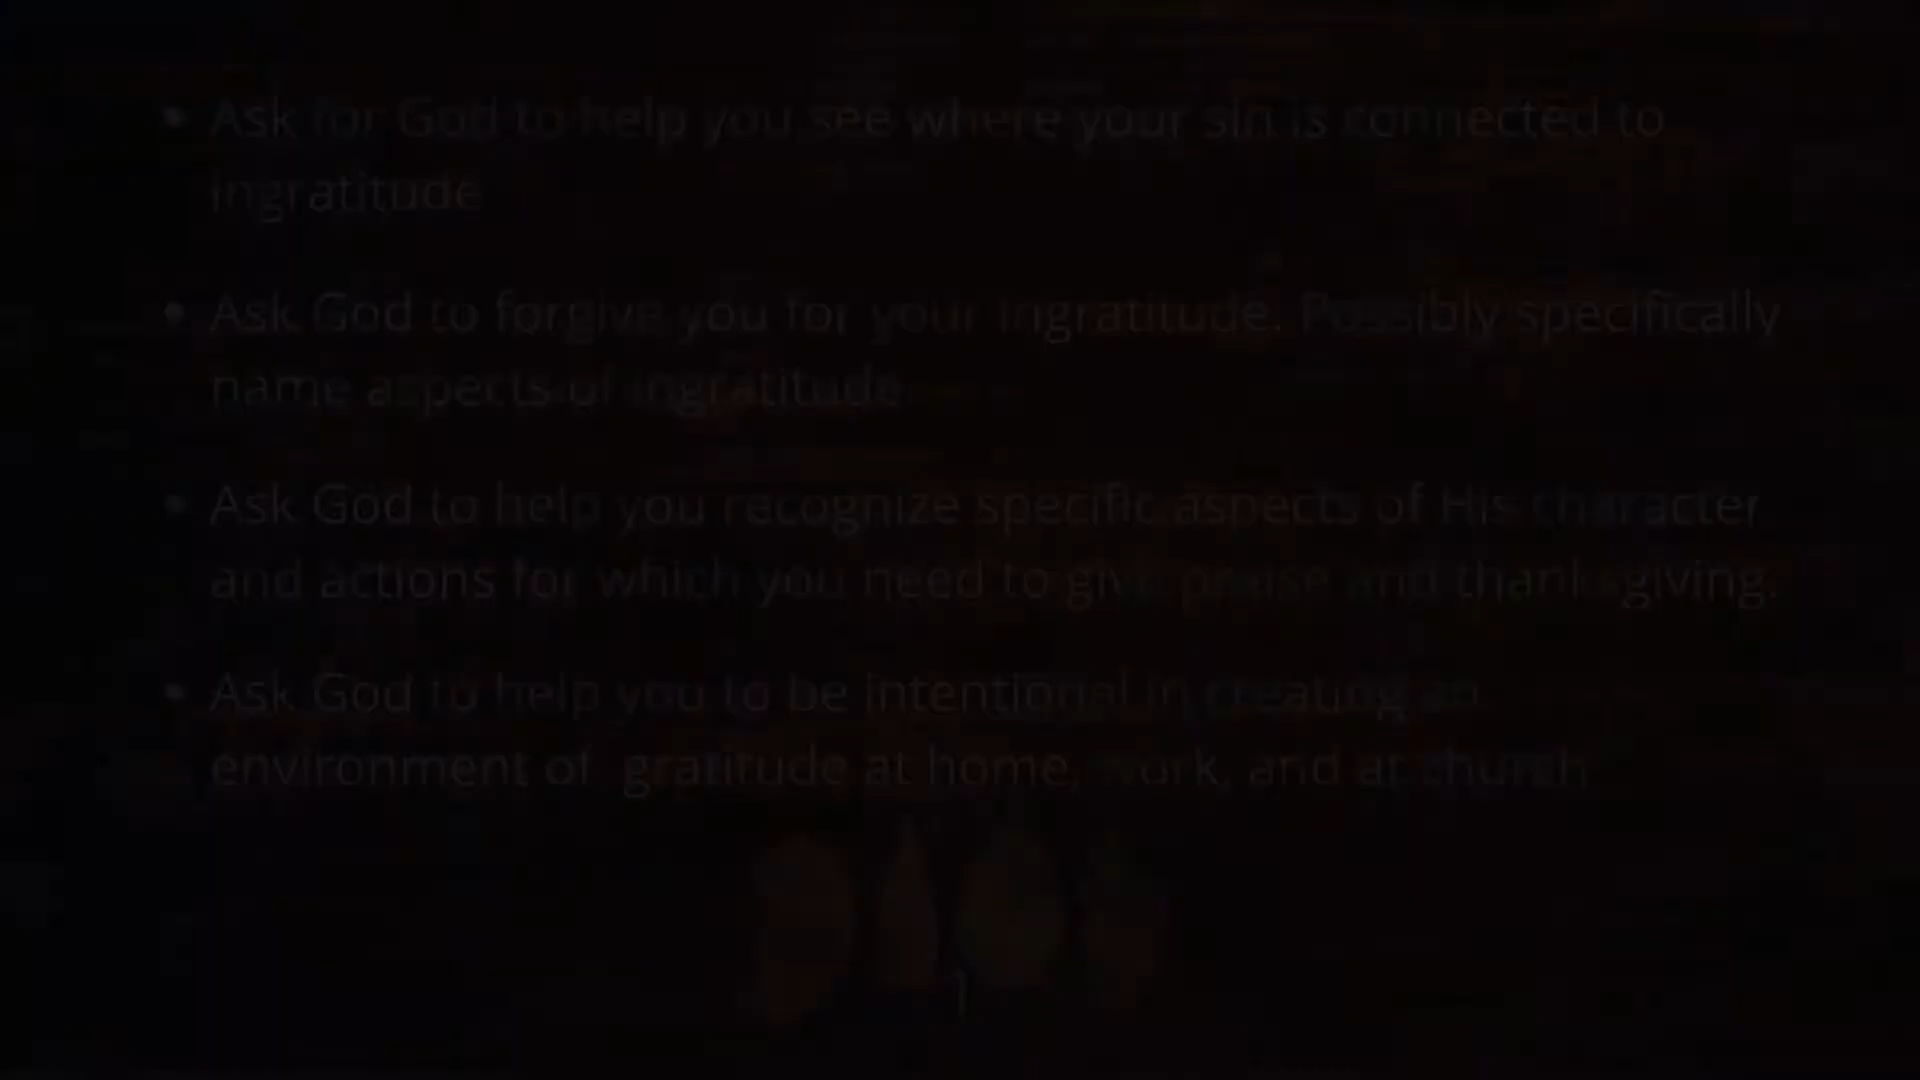 • Ask for God to help you see where your sin is connected to
ingratitude
• Ask God to forgive you for your ingratitude. Possibly specifically
name aspects of ingratitude
• Ask God to help you recognize specific aspects of His character
and actions for which you need to give praise and thanksgiving.
• Ask God to help you to be intentional in creating an
environment of  gratitude at home, work, and at church